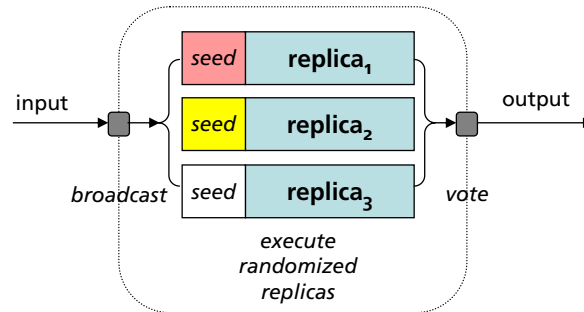 seed replica₁
input
output
seed replica₂
broadcast
seed replica₃
vote
execute
randomized
replicas